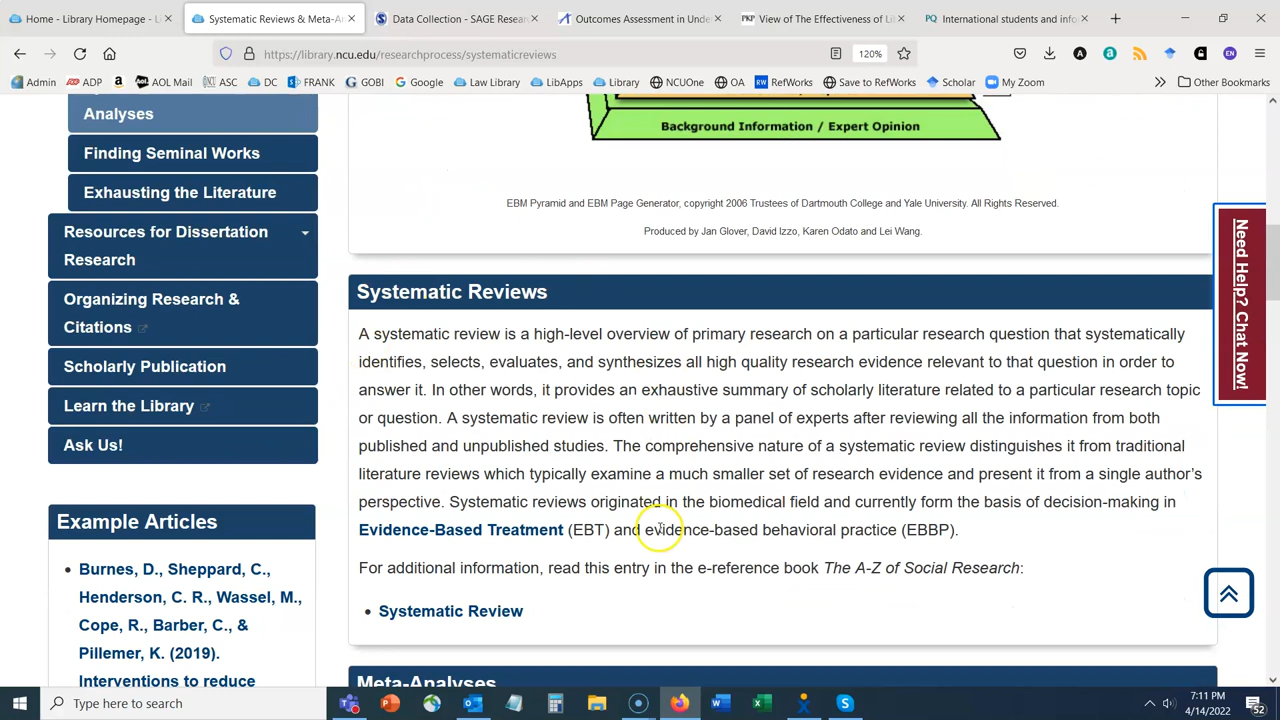 Home - Library Homepage - L
Systematic Reviews & Meta-An
Data Collection - SAGE Resear
Outcomes Assessment in Unde
PKP
View of The Effectiveness of Li
PQ
International students and info
https://library.ncu.edu/researchprocess/systematicreviews
120%
EN
Admin
ADP
AOL Mail
ASC
DC
FRANK
GOBI
Google
Law Library
LibApps
Library
NCUOne
OA
RefWorks
Save to RefWorks
Scholar
My Zoom
Other Bookmarks
Analyses
Finding Seminal Works
Exhausting the Literature
Resources for Dissertation
Research
Organizing Research &
Citations
Scholarly Publication
Learn the Library
Ask Us!
Example Articles
Burnes, D., Sheppard, C.,
Henderson, C. R., Wassel, M.,
Cope, R., Barber, C., &
Pillemer, K. (2019).
Interventions to reduce
Background Information / Expert Opinion
EBM Pyramid and EBM Page Generator, copyright 2006 Trustees of Dartmouth College and Yale University. All Rights Reserved.
Produced by Jan Glover, David Izzo, Karen Odato and Lei Wang.
Systematic Reviews
A systematic review is a high-level overview of primary research on a particular research question that systematically
identifies, selects, evaluates, and synthesizes all high quality research evidence relevant to that question in order to
answer it. In other words, it provides an exhaustive summary of scholarly literature related to a particular research topic
or question. A systematic review is often written by a panel of experts after reviewing all the information from both
published and unpublished studies. The comprehensive nature of a systematic review distinguishes it from traditional
literature reviews which typically examine a much smaller set of research evidence and present it from a single author's
perspective. Systematic reviews originated in the biomedical field and currently form the basis of decision-making in
Evidence-Based Treatment (EBT) and evidence-based behavioral practice (EBBP).
For additional information, read this entry in the e-reference book The A-Z of Social Research:
Systematic Review
Meta-Analyses
Need Help? Chat Now!
Type here to search
7:11 PM
4/14/2022
52